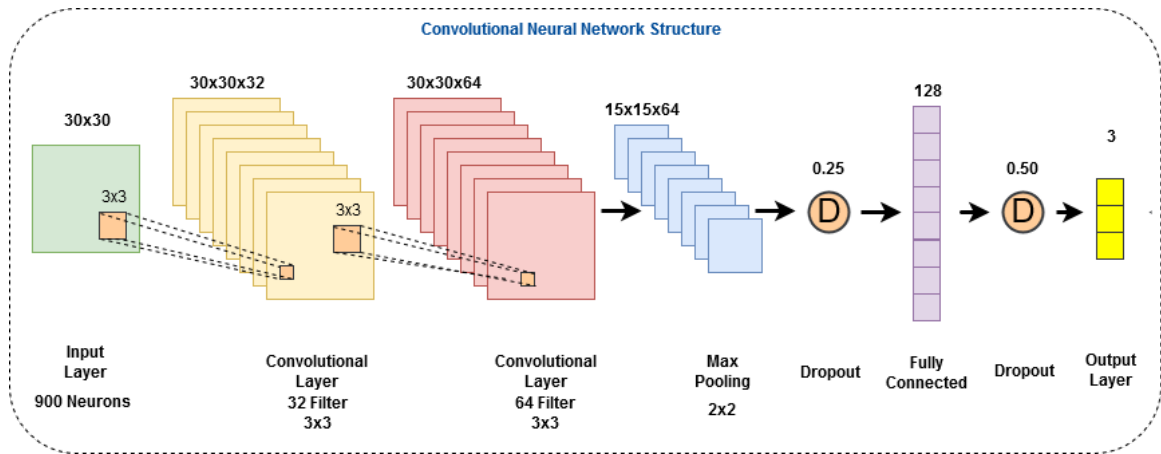 Convolutional Neural Network Structure
30x30
3x3
30x30x32
3x3
30x30x64
15x15x64
0.25
D
128
0.50
D
3
Input
Layer
900 Neurons
Convolutional
Layer
32 Filter
3x3
Convolutional
Layer
64 Filter
3x3
Max
Pooling
2x2
Dropout
Fully
Connected
Dropout
Output
Layer